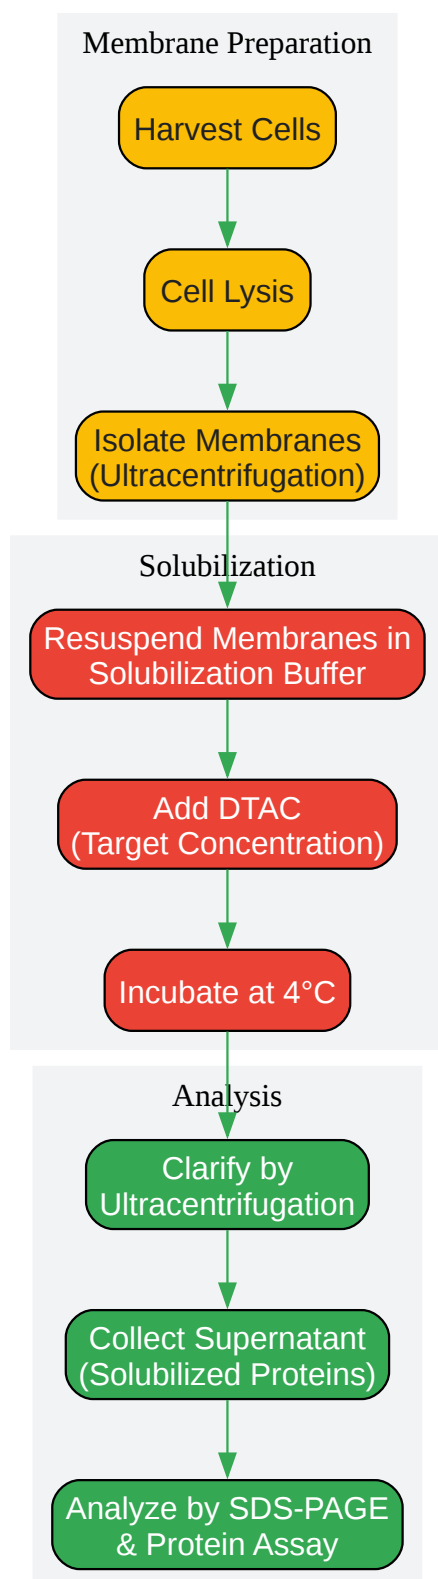 Membrane Preparation
Harvest Cells
Cell Lysis
Isolate Membranes
(Ultracentrifugation)
Solubilization
Resuspend Membranes in
Solubilization Buffer
Add DTAC
(Target Concentration)
Incubate at 4°C
Analysis
Clarify by
Ultracentrifugation
Collect Supernatant
(Solubilized Proteins)
Analyze by SDS-PAGE
& Protein Assay